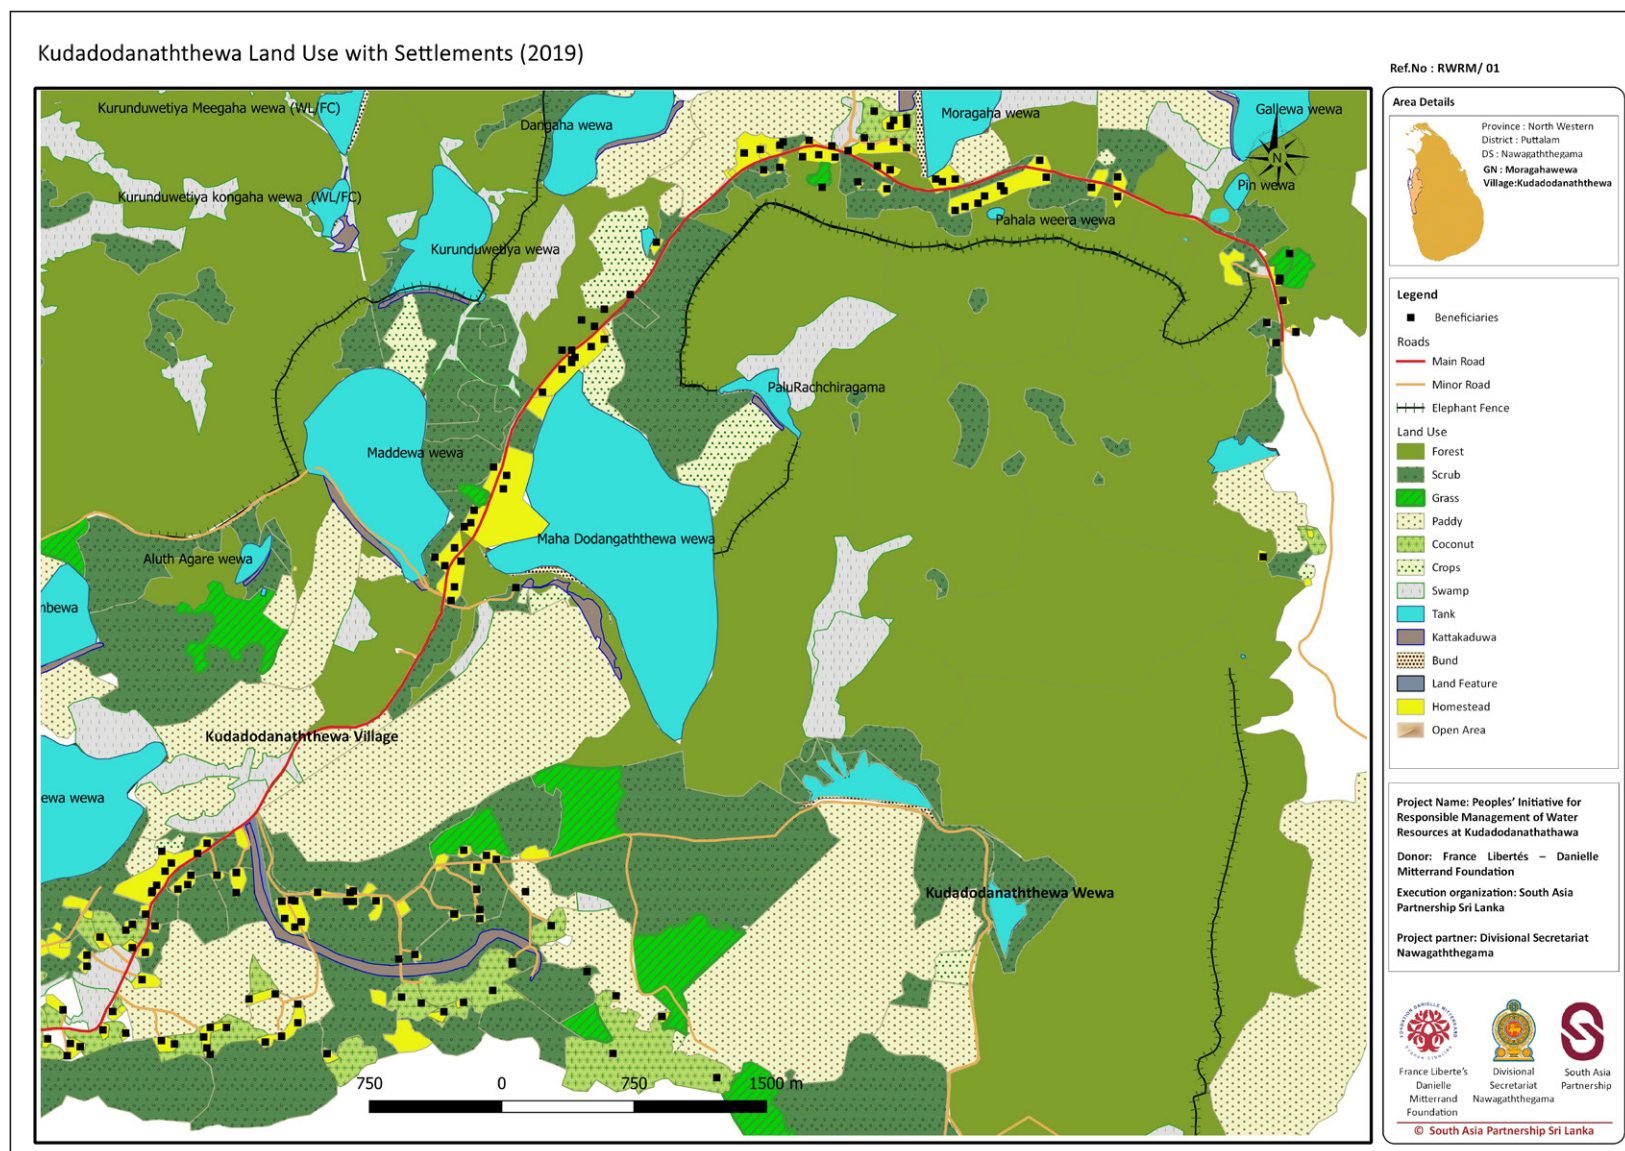 Kudadodanaththewa Land Use with Settlements (2019)
Ref.No : RWRM/ 01
Kurunduwetiya Meegaha wewa (WL/FC)
Dangaha wewa
Moragaha wewa
Gallewa wewa
N
Kurunduwetiya kongaha wewa (WL/FC)
Pin wewa
Pahala weera wewa
Kurunduwetiya wewa
PaluRachchiragama
Maddewa wewa
Maha Dodangaththewa wewa
Aluth Agare wewa
nbewa
Kudadodanaththewa Village
ewa wewa
Kudadodanaththewa Wewa
750
0
750
1500 m
Area Details
Province : North Western
District : Puttalam
DS : Nawagaththegama
GN : Moragahawewa
Village:Kudadodanaththewa
Legend
Beneficiaries
Roads
Main Road
Minor Road
Elephant Fence
Land Use
Forest
Scrub
Grass
Paddy
Coconut
Crops
Swamp
Tank
Kattakaduwa
Bund
Land Feature
Homestead
Open Area
Project Name: Peoples' Initiative for
Responsible Management of Water
Resources at Kudadodanathathawa
Donor: France Libertés – Danielle
Mitterrand Foundation
Execution organization: South Asia
Partnership Sri Lanka
Project partner: Divisional Secretariat
Nawagaththegama
FONDATION DANIELLE MITTERRAND
France Libertés
France Liberte's
Danielle
Mitterrand
Foundation
Divisional
Secretariat
Nawagaththegama
South Asia
Partnership
© South Asia Partnership Sri Lanka